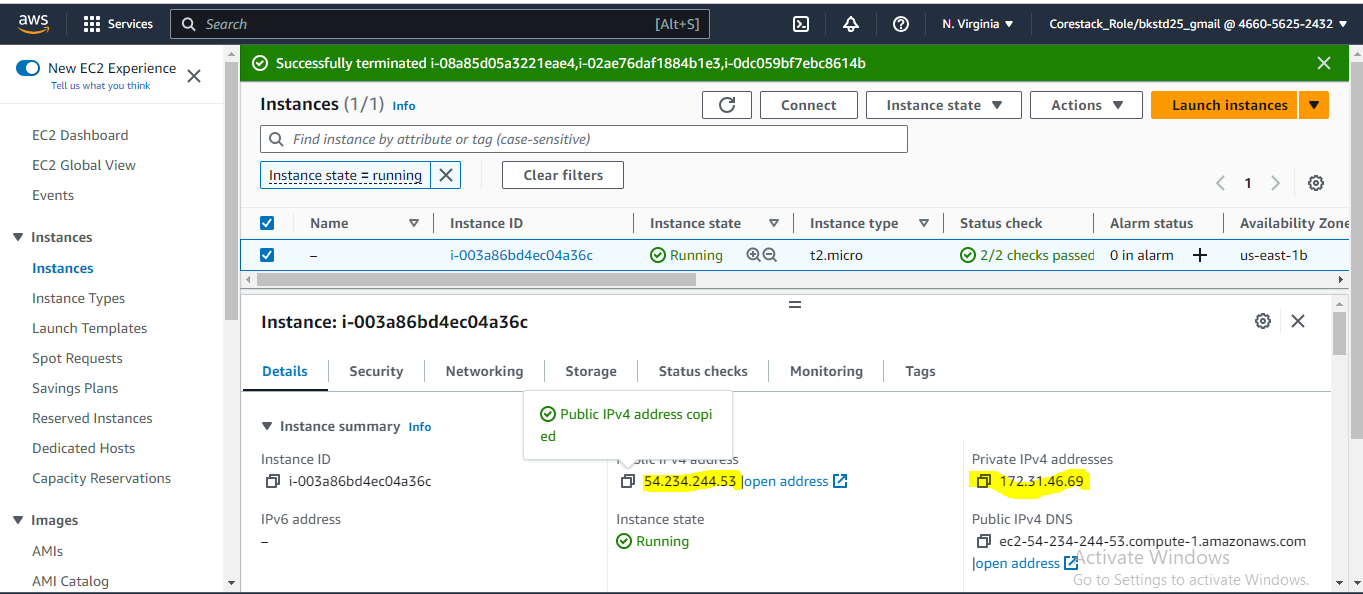 aws
Services
Search
[Alt+S]
N. Virginia
Corestack_Role/bkstd25_gmail @ 4660-5625-2432
New EC2 Experience
Tell us what you think
EC2 Dashboard
EC2 Global View
Events
Instances
Instances
Instance Types
Launch Templates
Spot Requests
Savings Plans
Reserved Instances
Dedicated Hosts
Capacity Reservations
Images
AMIs
AMI Catalog
Successfully terminated i-08a85d05a3221eae4,i-02ae76daf1884b1e3,i-0dc059bf7ebc8614b
Instances (1/1) Info
Connect
Instance state
Actions
Launch instances
Find instance by attribute or tag (case-sensitive)
Instance state = running
Clear filters
1
Name Instance ID Instance state Instance type Status check Alarm status Availability Zone
– i-003a86bd4ec04a36c Running t2.micro 2/2 checks passed 0 in alarm + us-east-1b
Instance: i-003a86bd4ec04a36c
Details Security Networking Storage Status checks Monitoring Tags
Public IPv4 address copi
ed
Instance summary Info
Instance ID
i-003a86bd4ec04a36c
Public IPv4 address
54.234.244.53 |open address
Private IPv4 addresses
172.31.46.69
IPv6 address
–
Instance state
Running
Public IPv4 DNS
ec2-54-234-244-53.compute-1.amazonaws.com
|open address
Activate Windows
Go to Settings to activate Windows.